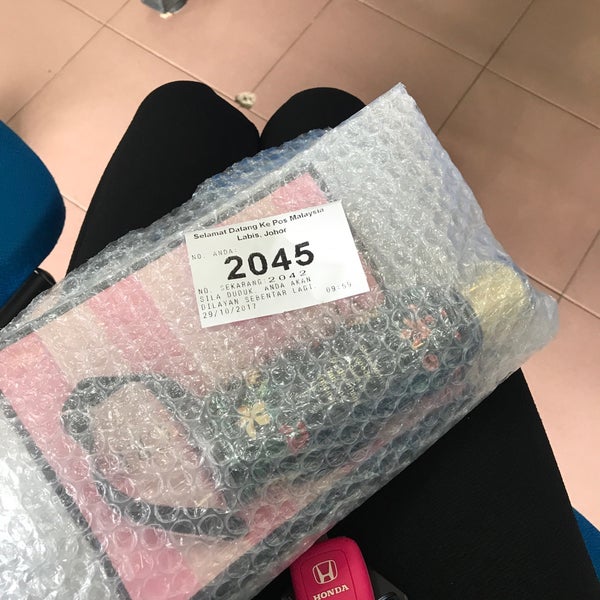 Selamat Datang Ke Pos Malaysia
Labis, Johor
NO. ANDA:
2045
NO. SEKARANG 2042
SILA DUDUK. ANDA AKAN
DILAYAN SEBENTAR LAGI. 09:59
29/10/2017
HONDA